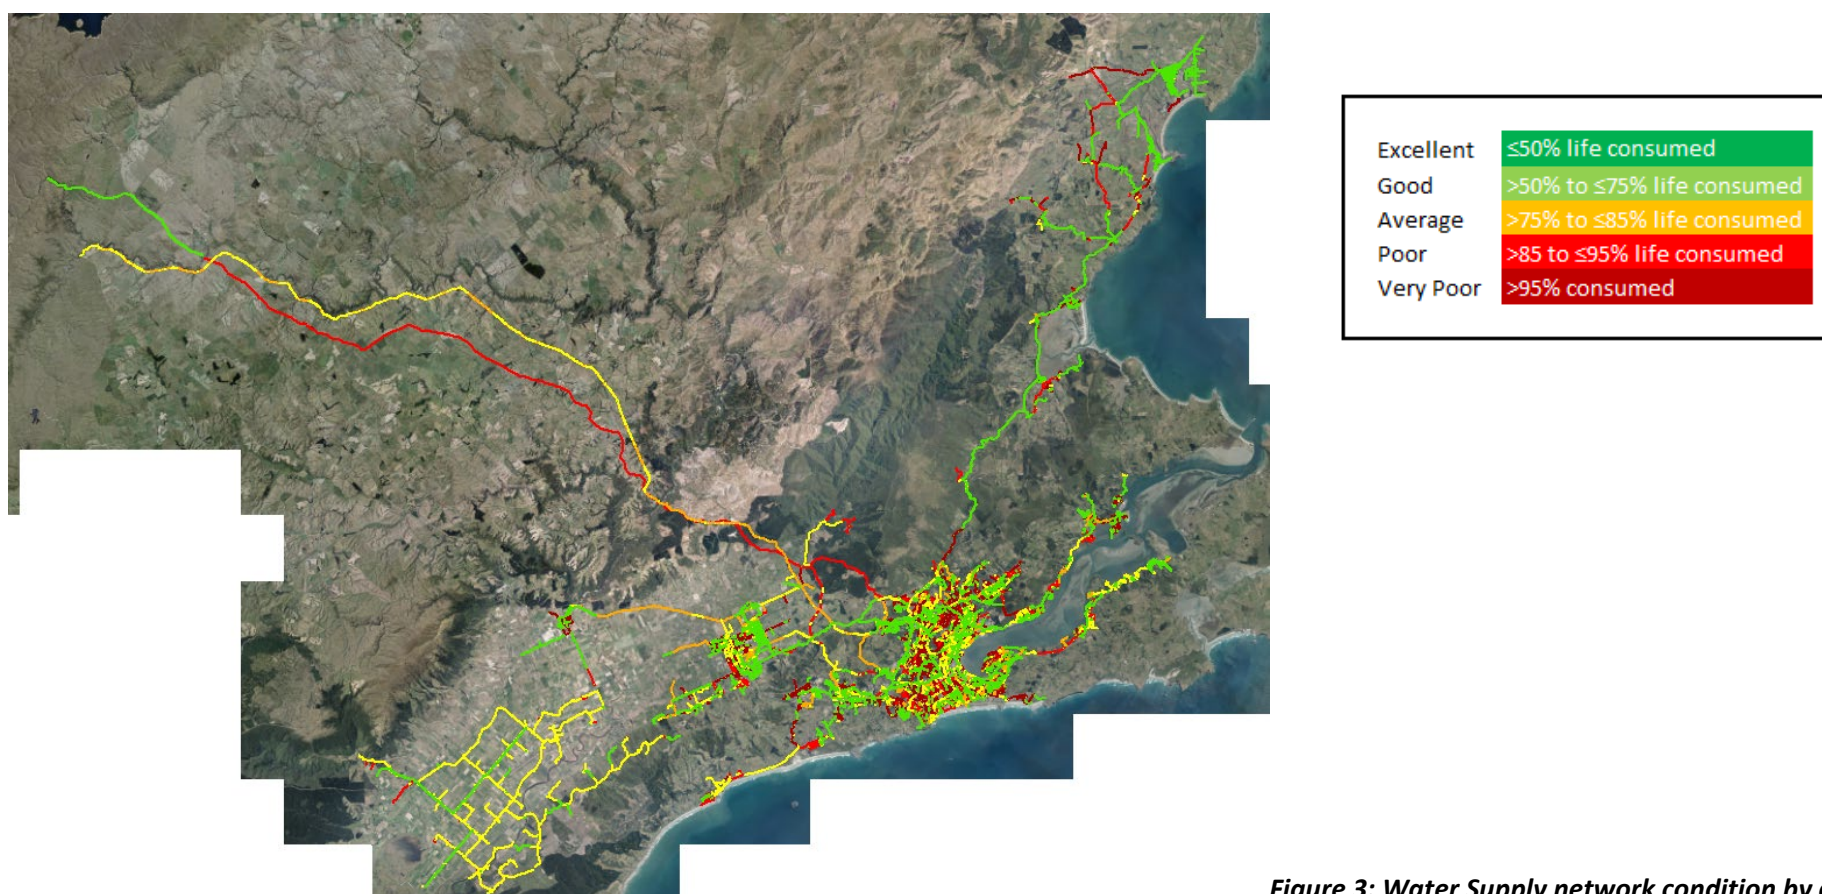 Excellent ≤50% life consumed
Good >50% to ≤75% life consumed
Average >75% to ≤85% life consumed
Poor >85 to ≤95% life consumed
Very Poor >95% consumed
Figure 3: Water Supply network condition by